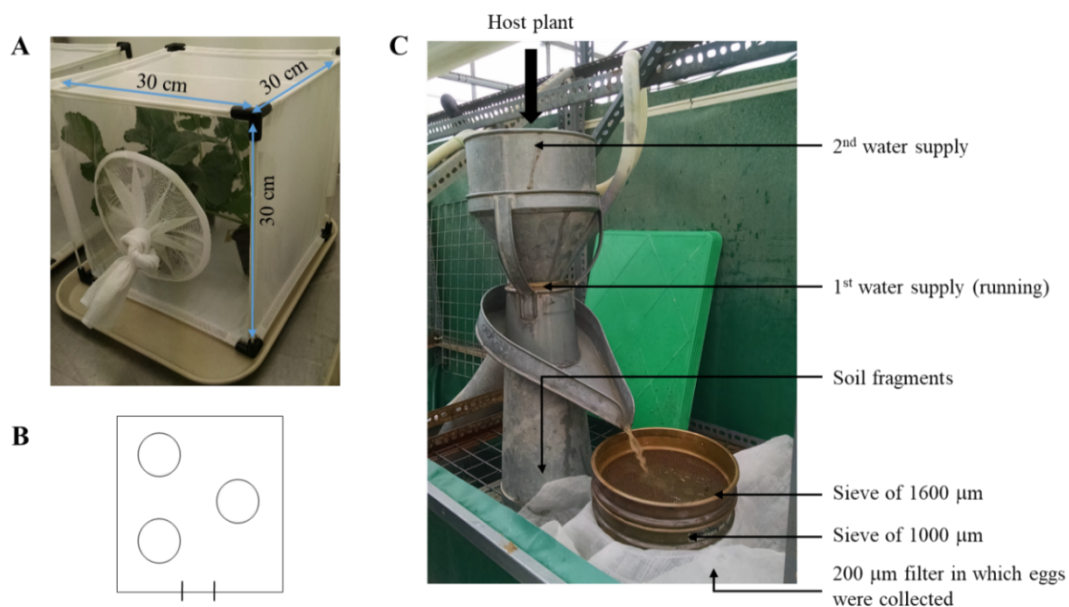 A
30 cm
30 cm
30 cm
B
C
Host plant
2nd water supply
1st water supply (running)
Soil fragments
Sieve of 1600 µm
Sieve of 1000 µm
200 µm filter in which eggs
were collected